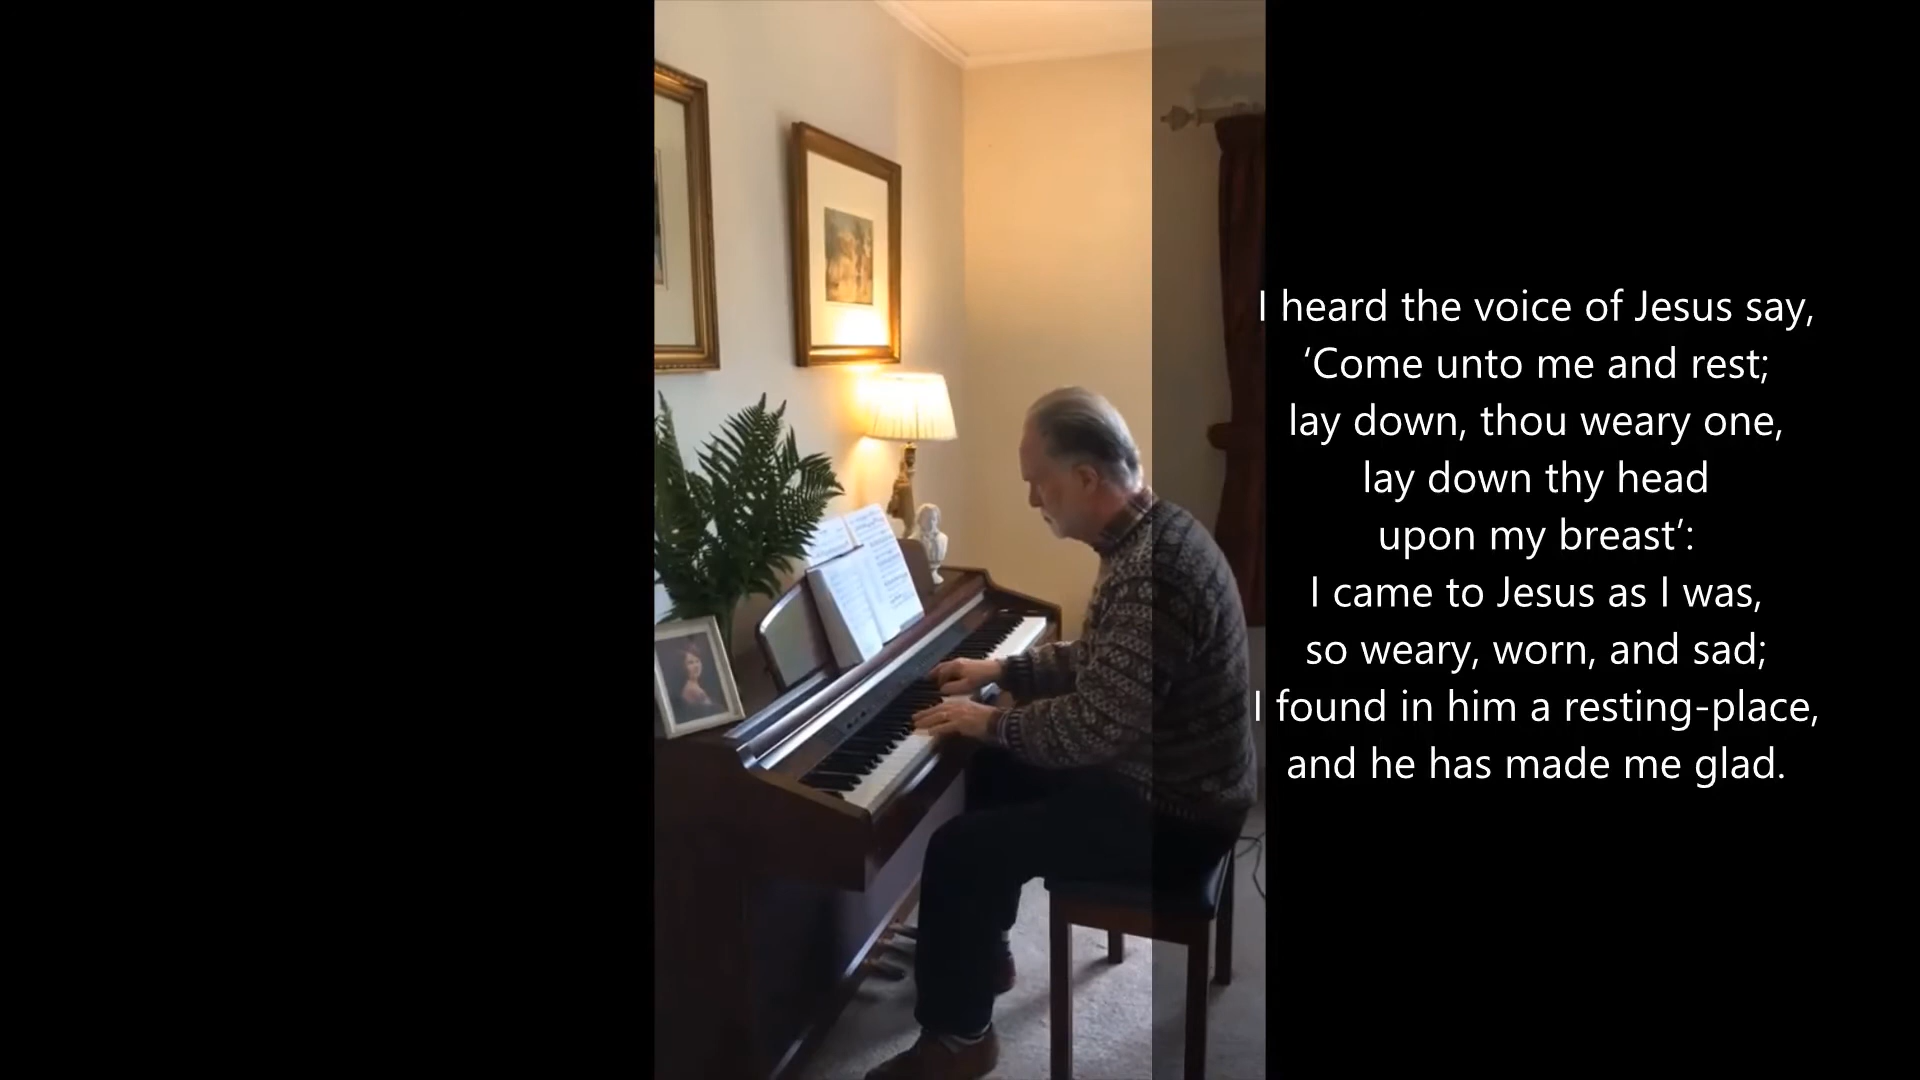 I heard the voice of Jesus say,
‘Come unto me and rest;
lay down, thou weary one,
lay down thy head
upon my breast’:
I came to Jesus as I was,
so weary, worn, and sad;
I found in him a resting-place,
and he has made me glad.